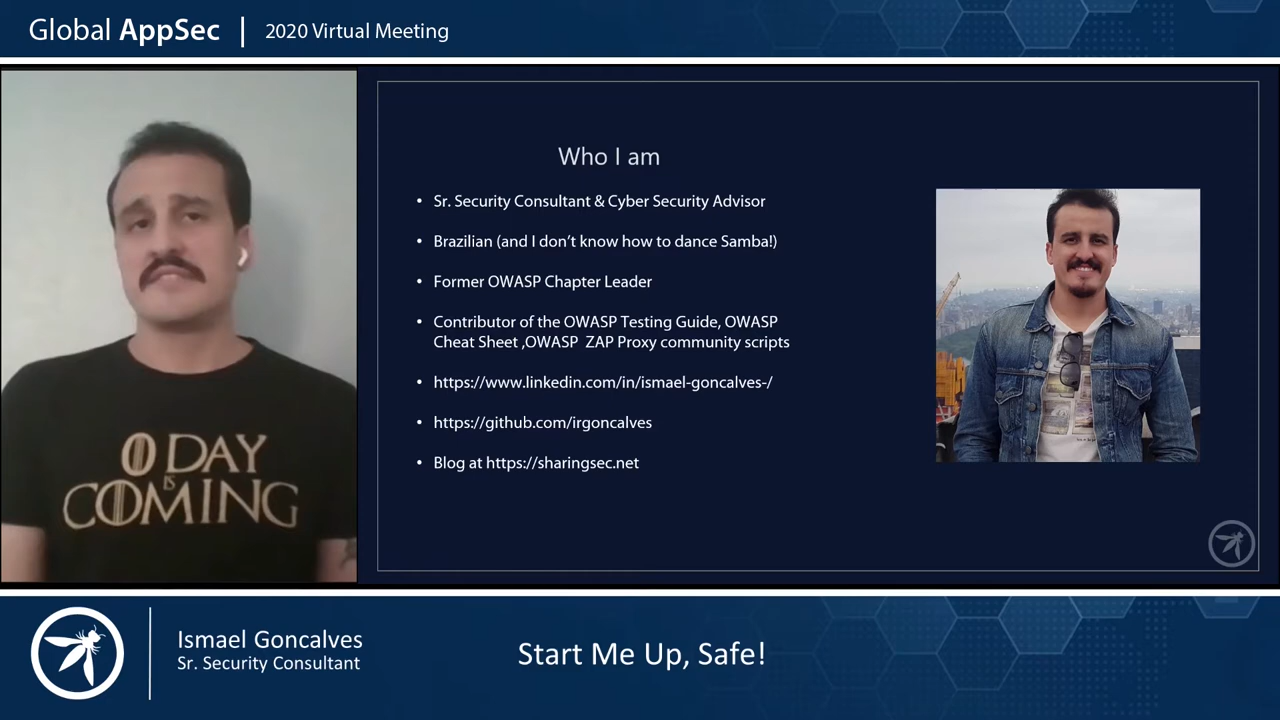 Global AppSec | 2020 Virtual Meeting
Who I am
• Sr. Security Consultant & Cyber Security Advisor
• Brazilian (and I don't know how to dance Samba!)
• Former OWASP Chapter Leader
• Contributor of the OWASP Testing Guide, OWASP
Cheat Sheet ,OWASP ZAP Proxy community scripts
• https://www.linkedin.com/in/ismael-goncalves-/
• https://github.com/irgoncalves
• Blog at https://sharingsec.net
0 DAY
IS
COMING
Ismael Goncalves
Sr. Security Consultant
Start Me Up, Safe!